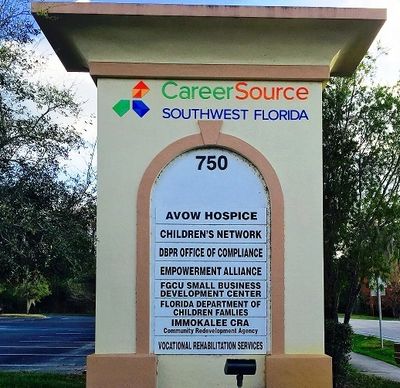 CareerSource
SOUTHWEST FLORIDA
750
AVOW HOSPICE
CHILDREN'S NETWORK
DBPR OFFICE OF COMPLIANCE
EMPOWERMENT ALLIANCE
FGCU SMALL BUSINESS
DEVELOPMENT CENTER
FLORIDA DEPARTMENT OF
CHILDREN FAMLIES
IMMOKALEE CRA
Community Redevelopment Agency
VOCATIONAL REHABILITATION SERVICES